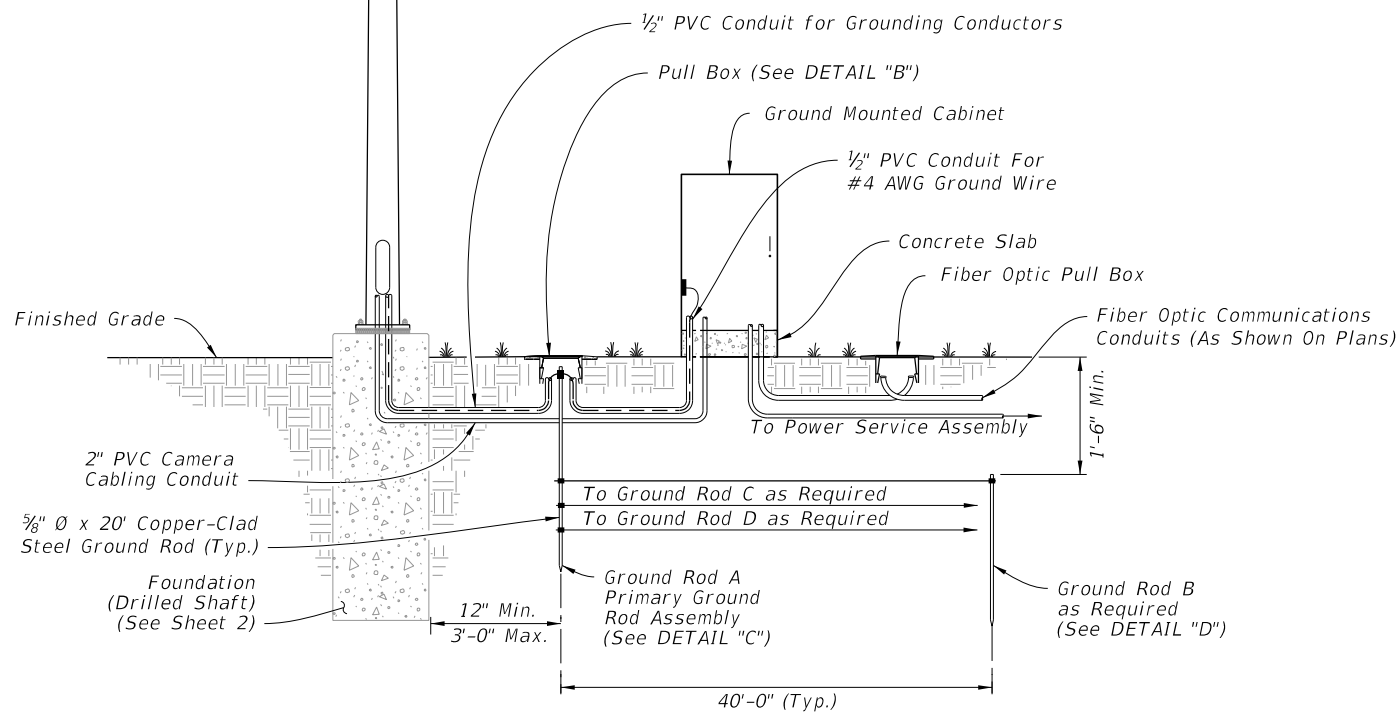 ½" PVC Conduit for Grounding Conductors
Pull Box (See DETAIL "B")
Ground Mounted Cabinet
½" PVC Conduit For
#4 AWG Ground Wire
Concrete Slab
Fiber Optic Pull Box
Finished Grade
Fiber Optic Communications
Conduits (As Shown On Plans)
1'-6" Min.
To Power Service Assembly
2" PVC Camera
Cabling Conduit
To Ground Rod C as Required
To Ground Rod D as Required
⅝" Ø x 20' Copper-Clad
Steel Ground Rod (Typ.)
Foundation
(Drilled Shaft)
(See Sheet 2)
12" Min.
3'-0" Max.
Ground Rod A
Primary Ground
Rod Assembly
(See DETAIL "C")
Ground Rod B
as Required
(See DETAIL "D")
40'-0" (Typ.)